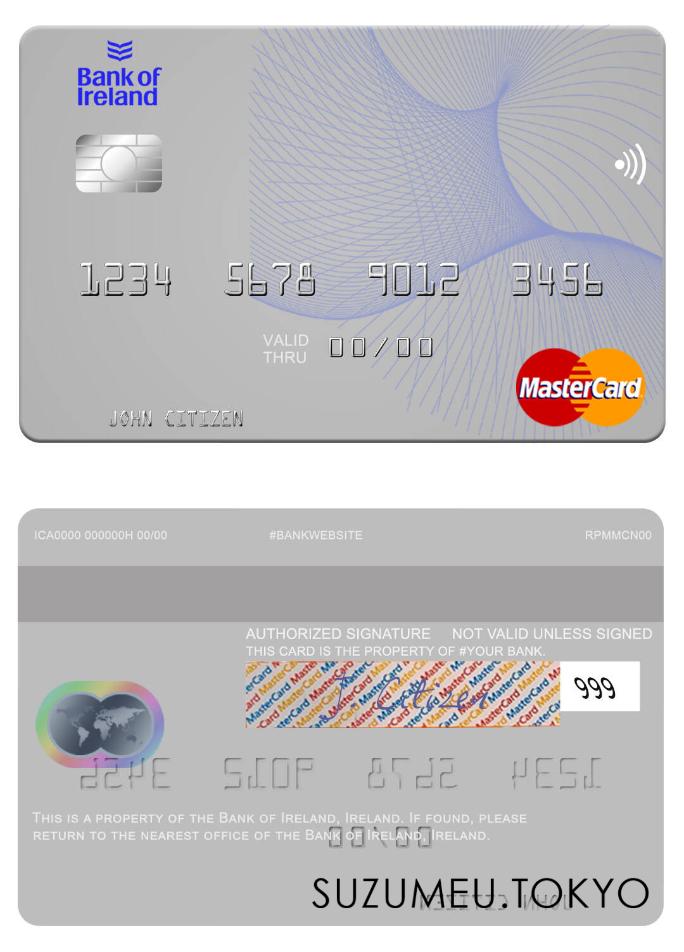 Bank of
Ireland
1234 5678 9012 3456
VALID
THRU 00/00
MasterCard
JOHN CITIZEN
ICA0000 000000H 00/00 #BANKWEBSITE RPMMCN00
AUTHORIZED SIGNATURE NOT VALID UNLESS SIGNED
THIS CARD IS THE PROPERTY OF #YOUR BANK.
J Citizen 999
THIS IS A PROPERTY OF THE BANK OF IRELAND, IRELAND. IF FOUND, PLEASE
RETURN TO THE NEAREST OFFICE OF THE BANK OF IRELAND, IRELAND.
SUZUMEU.TOKYO